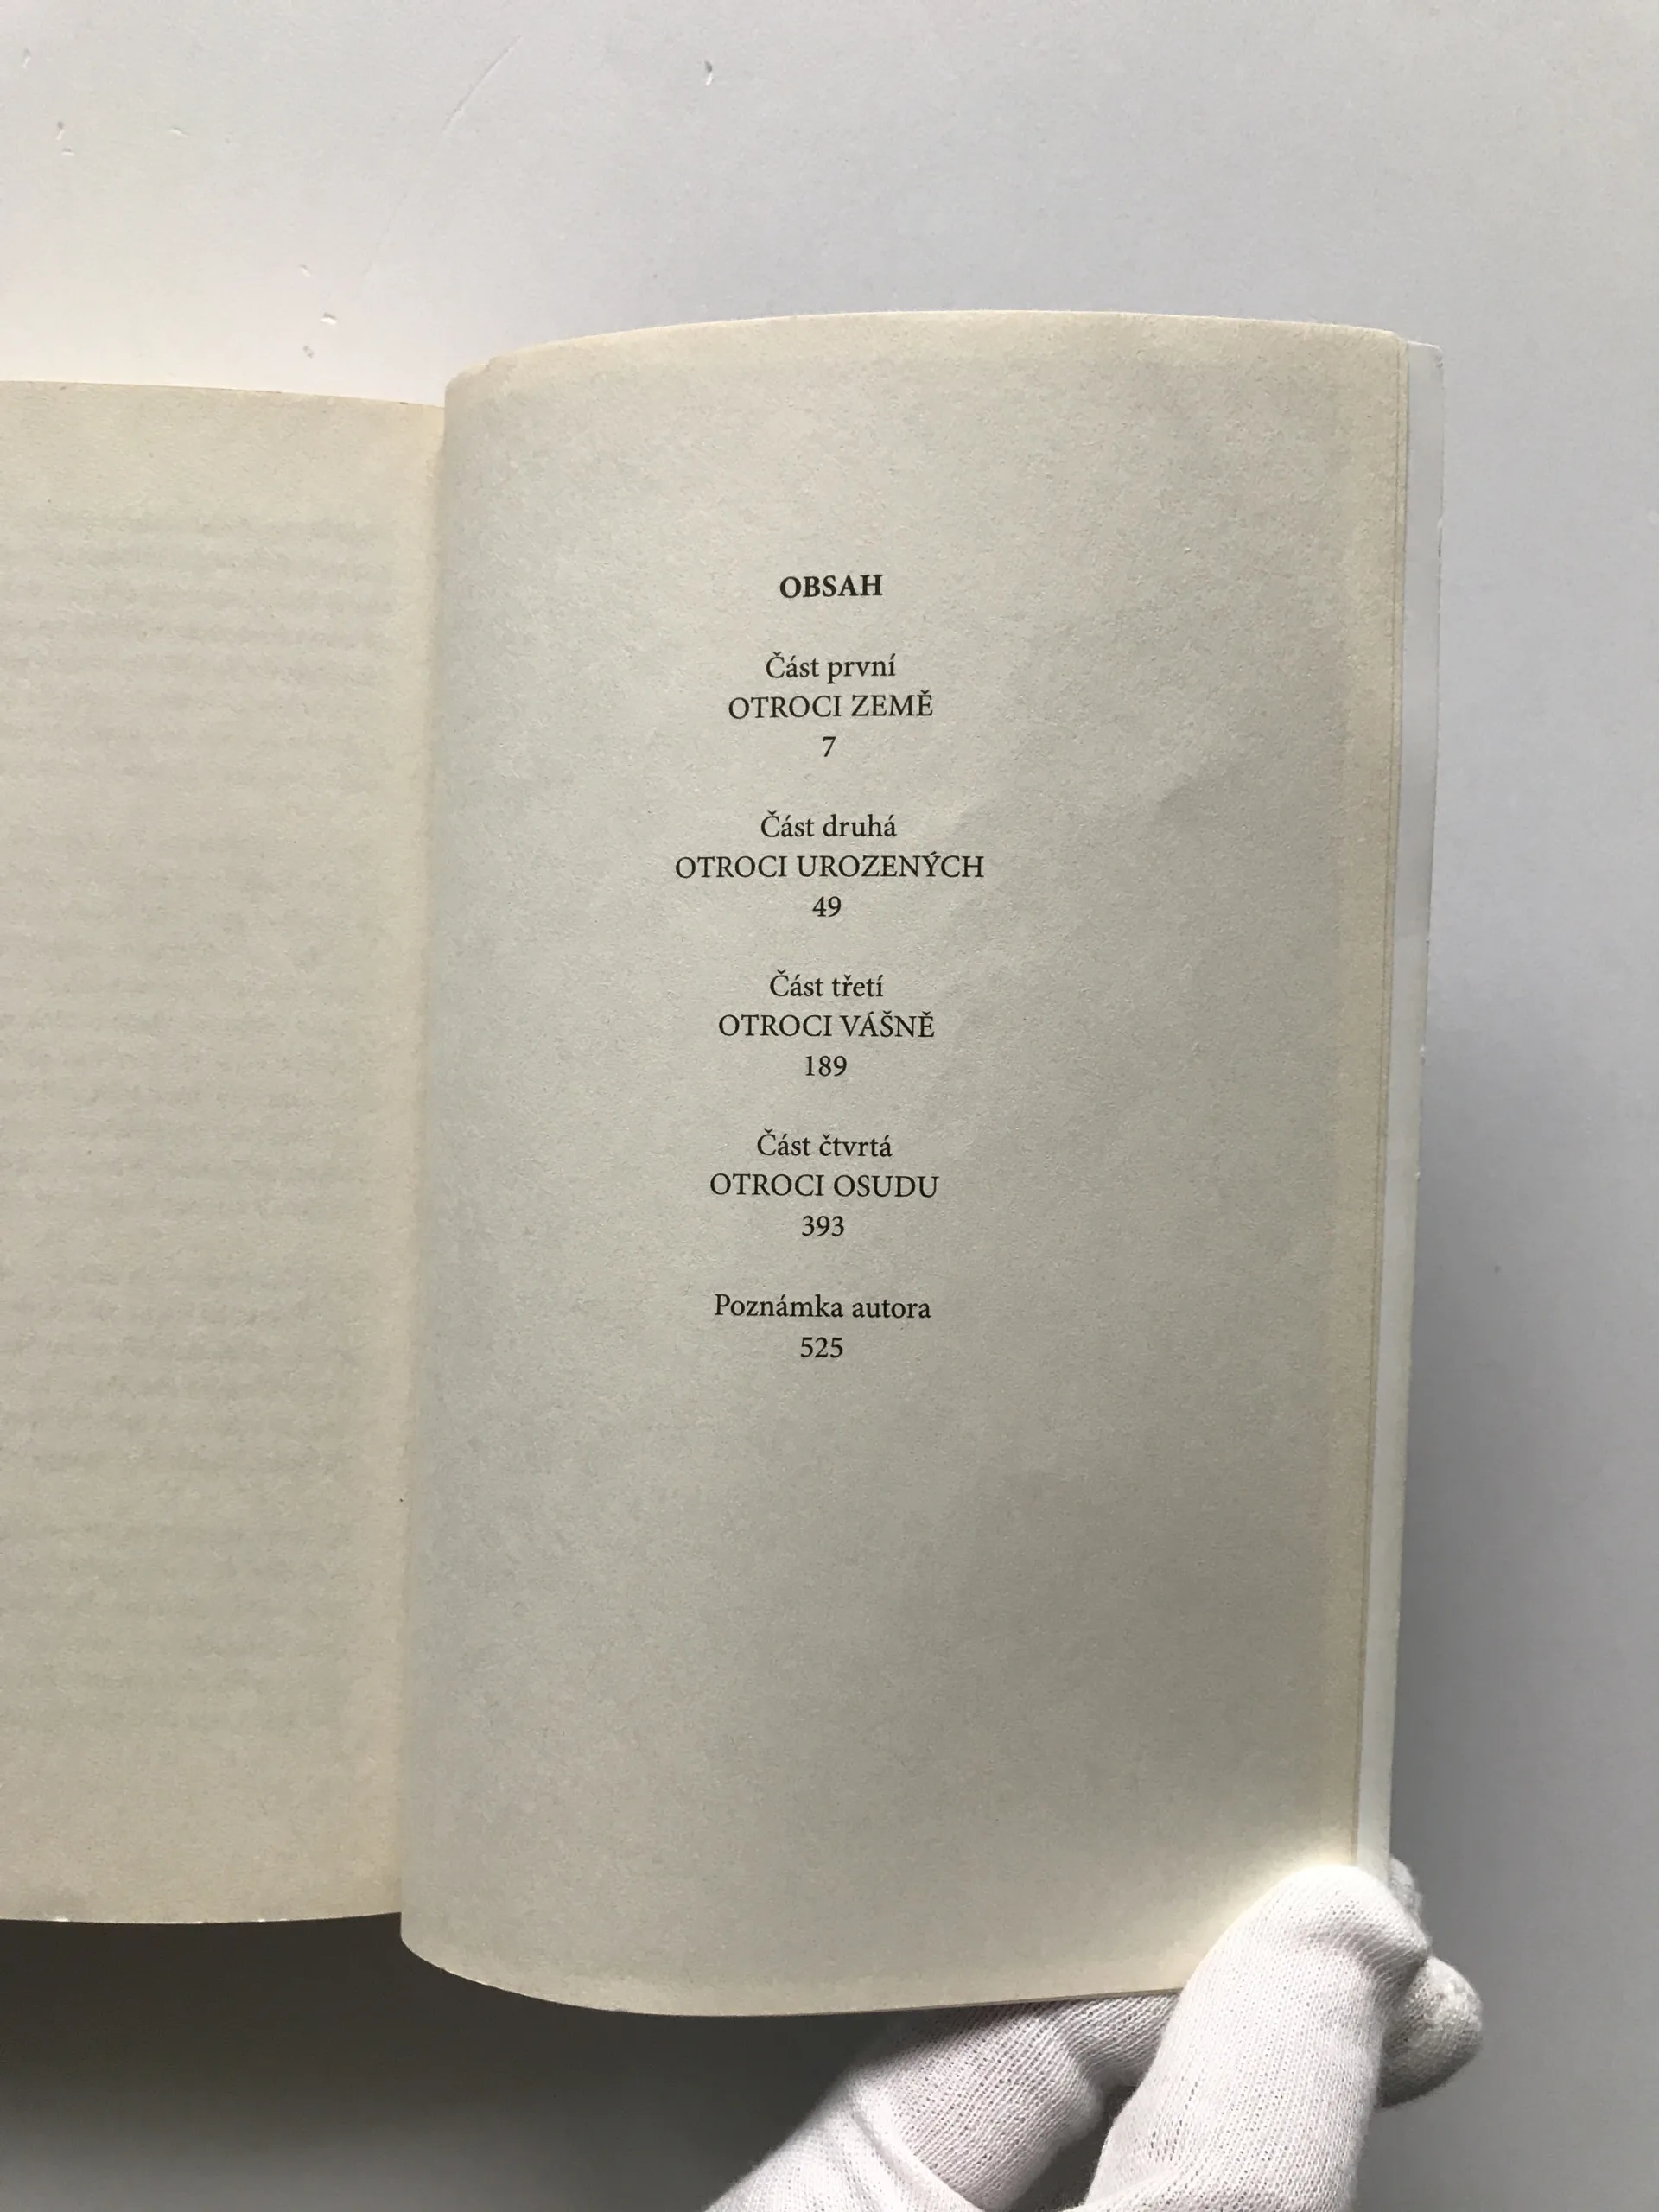 OBSAH
Část první
OTROCI ZEMĚ
7
Část druhá
OTROCI UROZENÝCH
49
Část třetí
OTROCI VÁŠNĚ
189
Část čtvrtá
OTROCI OSUDU
393
Poznámka autora
525